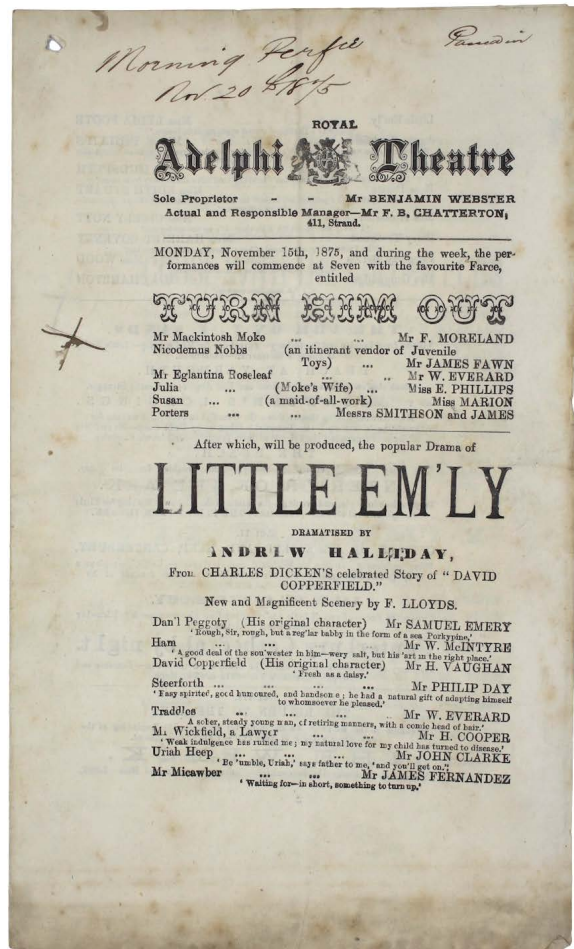 Morning
Nov 20th 1875
ROYAL
Adelphi Theatre
Sole Proprietor - - Mr BENJAMIN WEBSTER
Actual and Responsible Manager—Mr F. B. CHATTERTON,
411, Strand.
MONDAY, November 15th, 1875, and during the week, the per-
formances will commence at Seven with the favourite Farce,
entitled
TURN HIM OUT
Mr Mackintosh Moke ... ... Mr F. MORELAND
Nicodemus Nobbs (an itinerant vendor of Juvenile
Toys) ... Mr JAMES FAWN
Mr Eglantina Roseleaf ... .. Mr W. EVERARD
Julia ... (Moke's Wife) ... Miss E. PHILLIPS
Susan ... (a maid-of-all-work) Miss MARION
Porters ... ... Messrs SMITHSON and JAMES
After which, will be produced, the popular Drama of
LITTLE EM'LY
DRAMATISED BY
ANDREW HALLIDAY,
From CHARLES DICKEN'S celebrated Story of " DAVID
COPPERFIELD."
New and Magnificent Scenery by F. LLOYDS.
Dan'l Peggoty (His original character) Mr SAMUEL EMERY
' Rough, Sir, rough, but a reg'lar babby in the form of a sea Porkypine,'
Ham ... ... ... Mr W. McINTYRE
' A good deal of the sou'wester in him—wery salt, but his 'art in the right place.'
David Copperfield (His original character) Mr H. VAUGHAN
' Fresh as a daisy.'
Steerforth ... ... ... ... Mr PHILIP DAY
' Easy spirited, good humoured, and handsome ; he had a natural gift of adapting himself
to whomsoever he pleased.'
Traddles ... ... ... Mr W. EVERARD
A sober, steady young man, of retiring manners, with a comic head of hair.'
Mr Wickfield, a Lawyer ... ... Mr H. COOPER
' Weak indulgence has ruined me ; my natural love for my child has turned to disease.'
Uriah Heep ... ... ... Mr JOHN CLARKE
' Be 'umble, Uriah,' says father to me, 'and you'll get on.';
Mr Micawber ... ... Mr JAMES FERNANDEZ
' Waiting for—in short, something to turn up.'